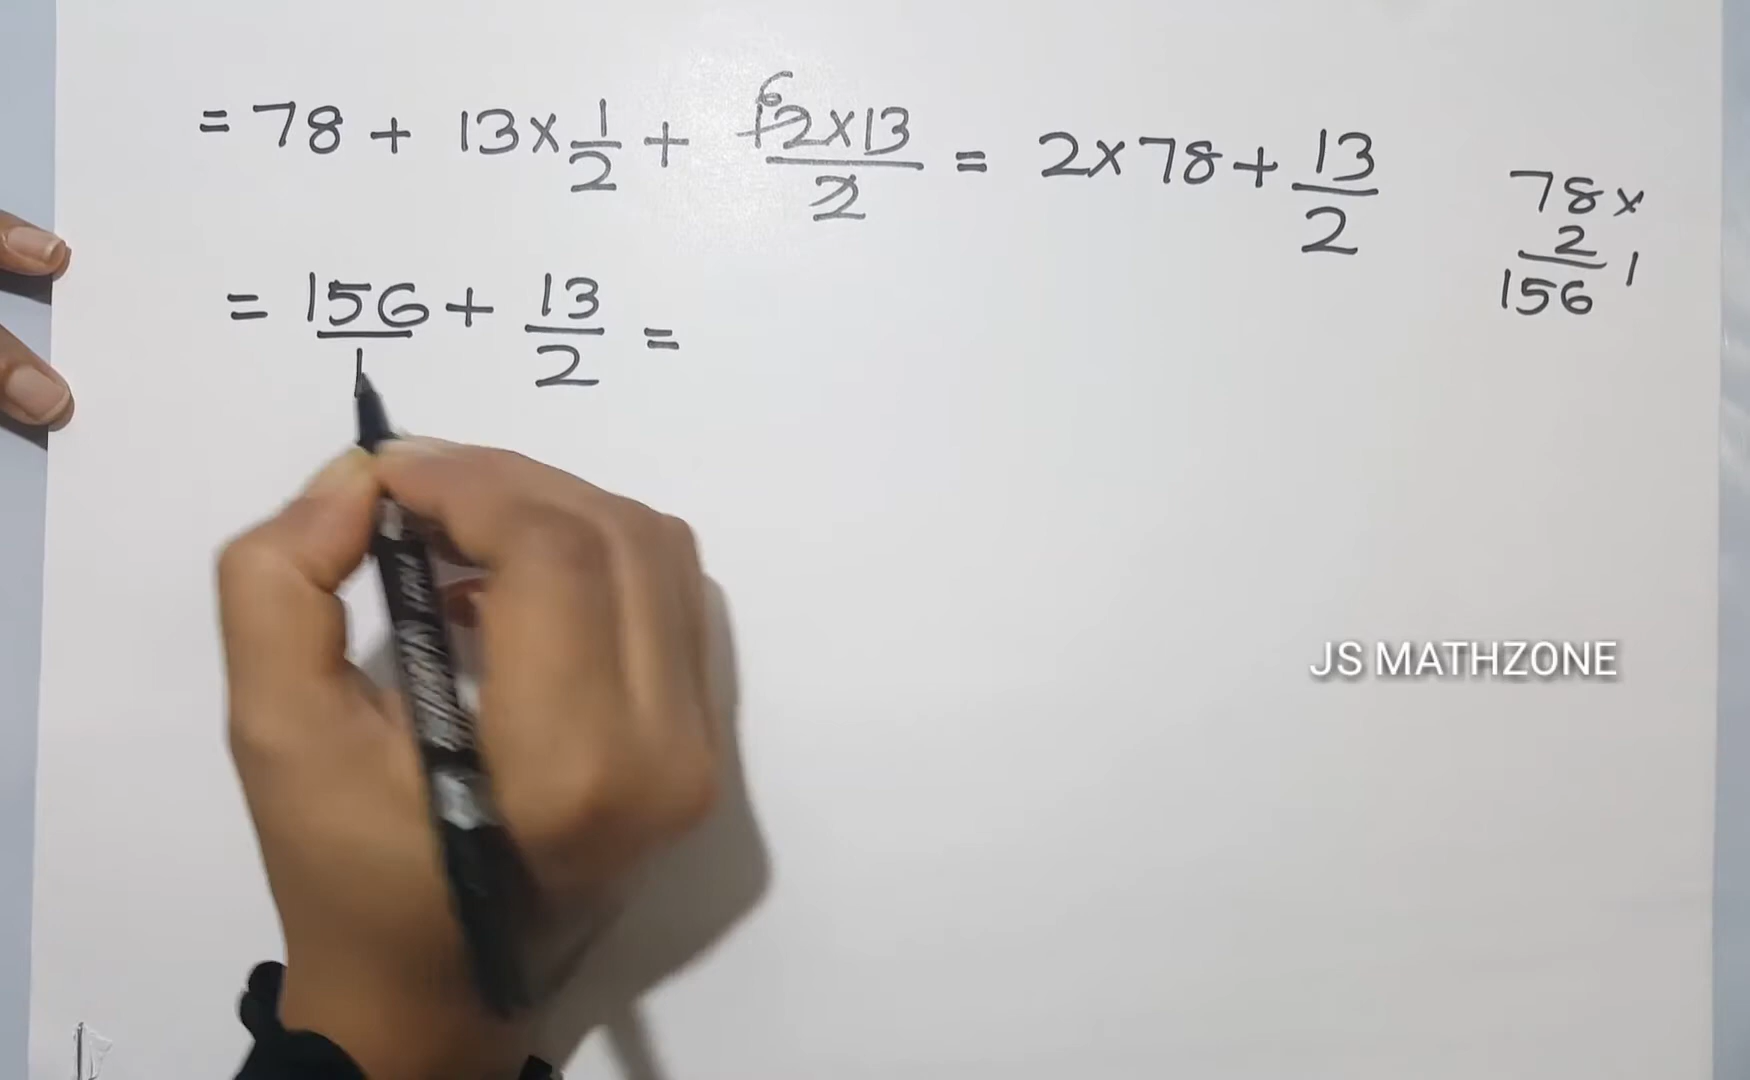 = 78 + 13 × 1/2 + 12 × 13/2 = 2 × 78 + 13/2
6
78 ×
2
156
1
= 156/1 + 13/2 =
JS MATHZONE